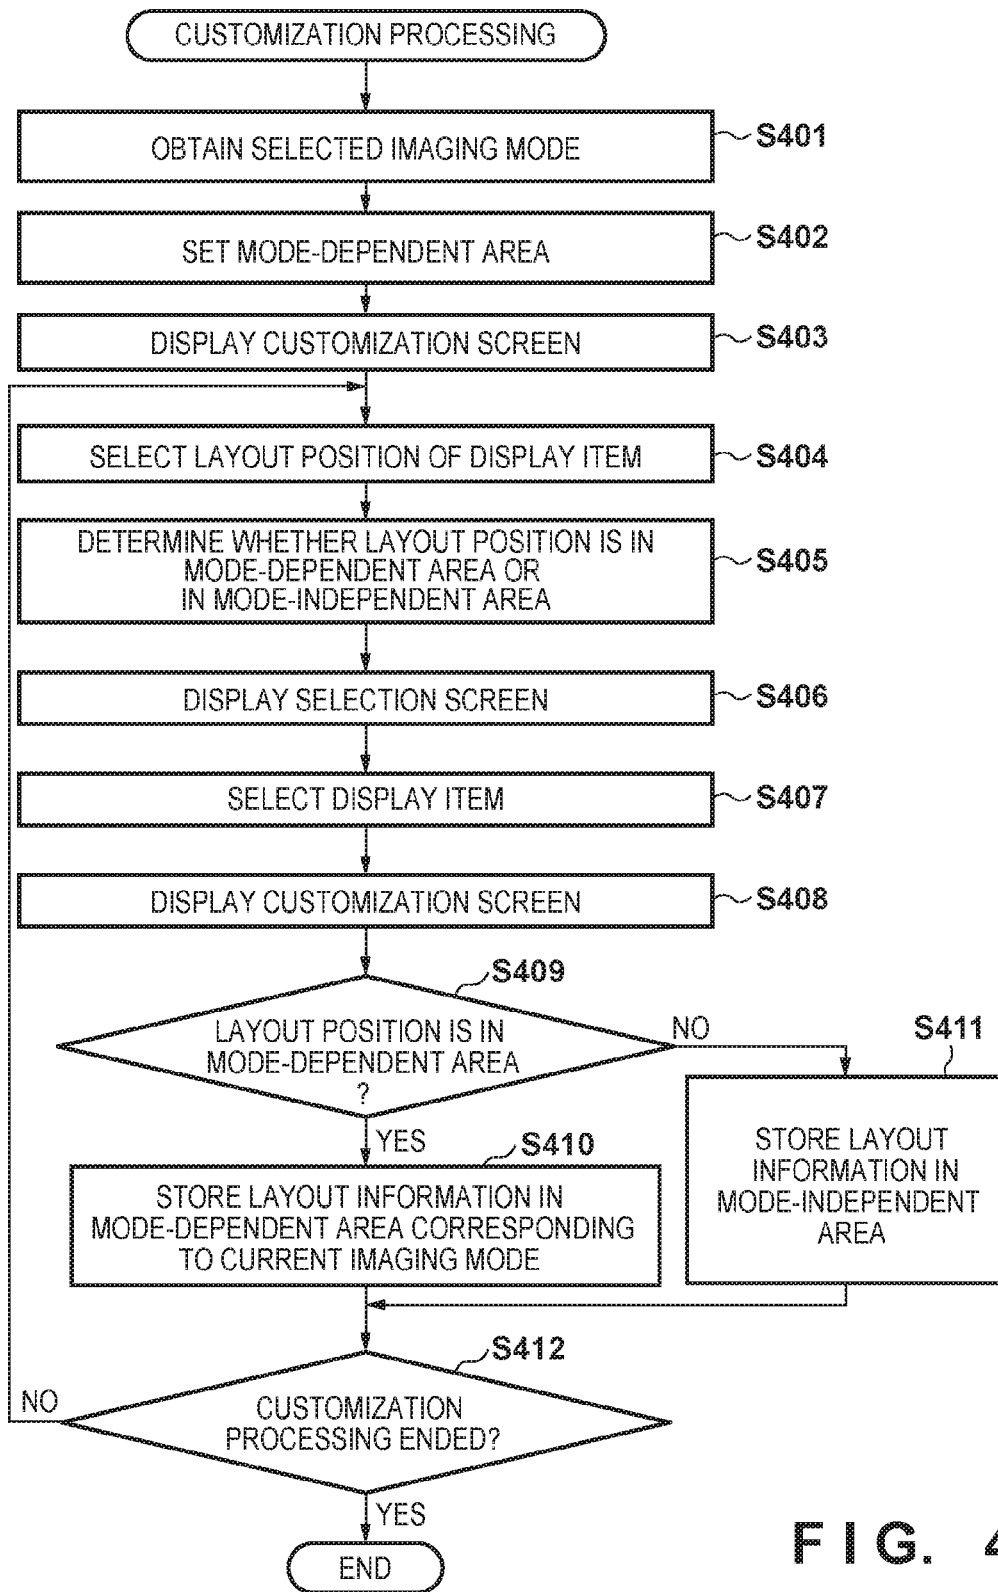 CUSTOMIZATION PROCESSING
OBTAIN SELECTED IMAGING MODE
S401
SET MODE-DEPENDENT AREA
S402
DISPLAY CUSTOMIZATION SCREEN
S403
SELECT LAYOUT POSITION OF DISPLAY ITEM
S404
DETERMINE WHETHER LAYOUT POSITION IS IN
MODE-DEPENDENT AREA OR
IN MODE-INDEPENDENT AREA
S405
DISPLAY SELECTION SCREEN
S406
SELECT DISPLAY ITEM
S407
DISPLAY CUSTOMIZATION SCREEN
S408
S409
LAYOUT POSITION IS IN
MODE-DEPENDENT AREA
?
NO
YES
S411
STORE LAYOUT
INFORMATION IN
MODE-INDEPENDENT
AREA
S410
STORE LAYOUT INFORMATION IN
MODE-DEPENDENT AREA CORRESPONDING
TO CURRENT IMAGING MODE
S412
CUSTOMIZATION
PROCESSING ENDED?
NO
YES
END
FIG. 4